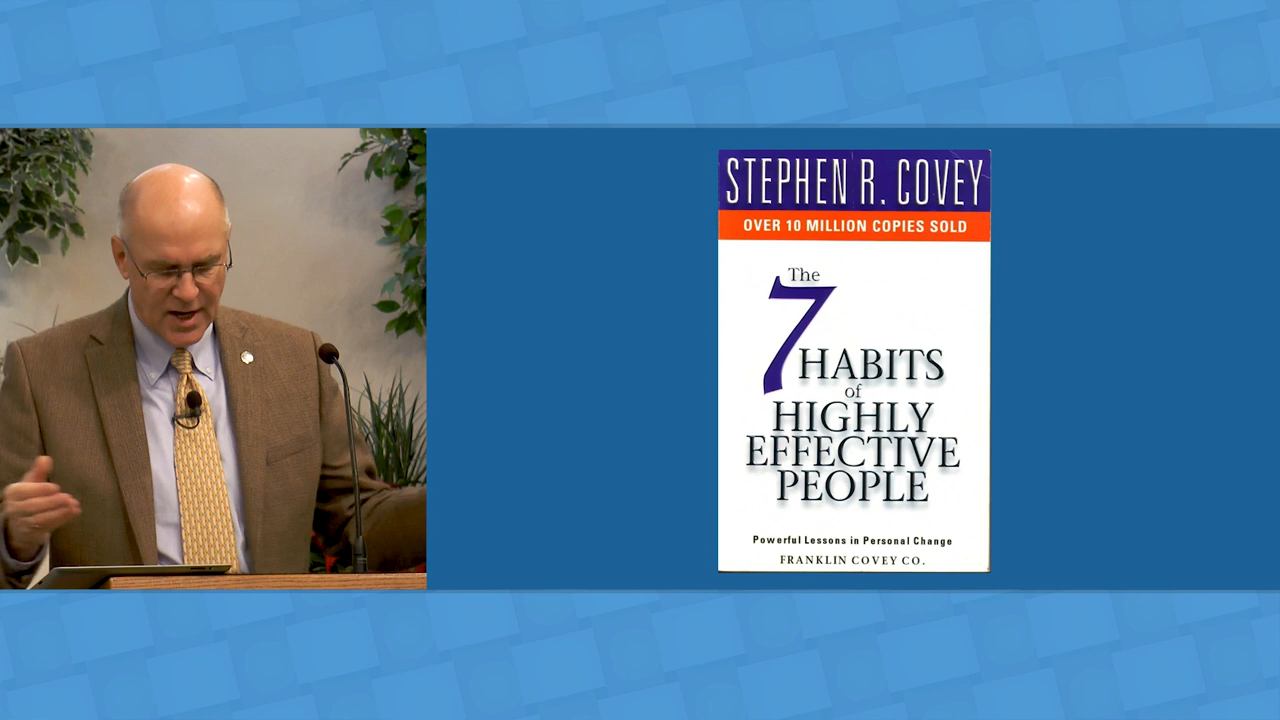 STEPHEN R. COVEY
OVER 10 MILLION COPIES SOLD
The
7 HABITS
of
HIGHLY
EFFECTIVE
PEOPLE
Powerful Lessons in Personal Change
FRANKLIN COVEY CO.